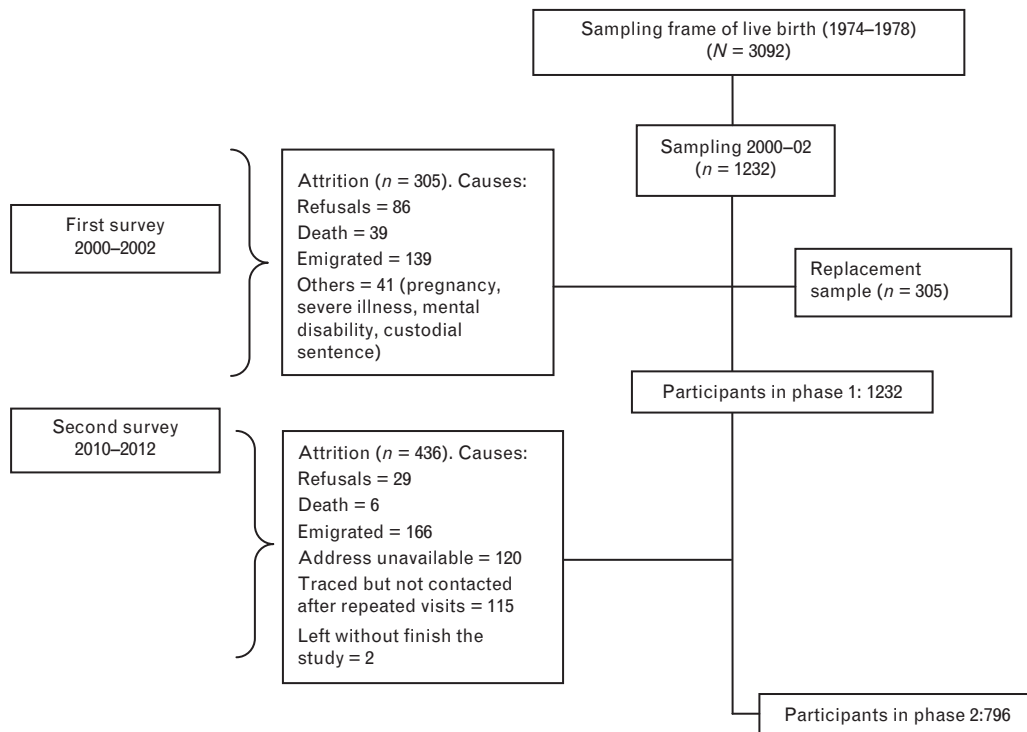 Sampling frame of live birth (1974–1978)
(N = 3092)
Sampling 2000–02
(n = 1232)
First survey
2000–2002
Attrition (n = 305). Causes:
Refusals = 86
Death = 39
Emigrated = 139
Others = 41 (pregnancy,
severe illness, mental
disability, custodial
sentence)
Replacement
sample (n = 305)
Participants in phase 1: 1232
Second survey
2010–2012
Attrition (n = 436). Causes:
Refusals = 29
Death = 6
Emigrated = 166
Address unavailable = 120
Traced but not contacted
after repeated visits = 115
Left without finish the
study = 2
Participants in phase 2:796